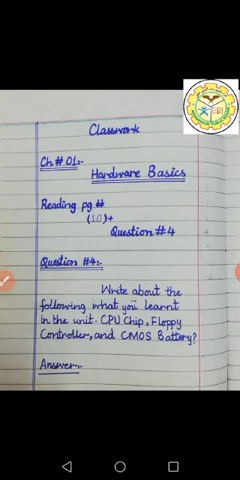 Classwork
Ch # 01:-
Hardware Basics
Reading pg #
(10)+
Question #4
Question #4:-
Write about the
following what you learnt
in the unit. CPU Chip, Floppy
Controller, and CMOS Battery?
Answer:-